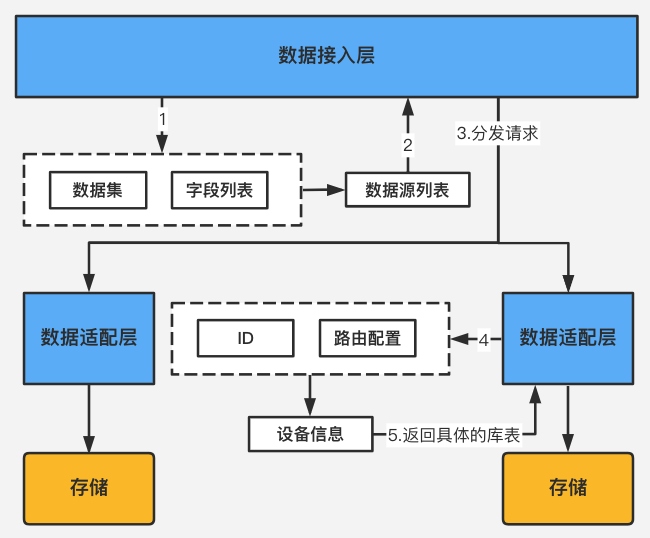 数据接入层
1
2
3.分发请求
数据集
字段列表
数据源列表
数据适配层
ID
路由配置
4
数据适配层
设备信息
5.返回具体的库表
存储
存储